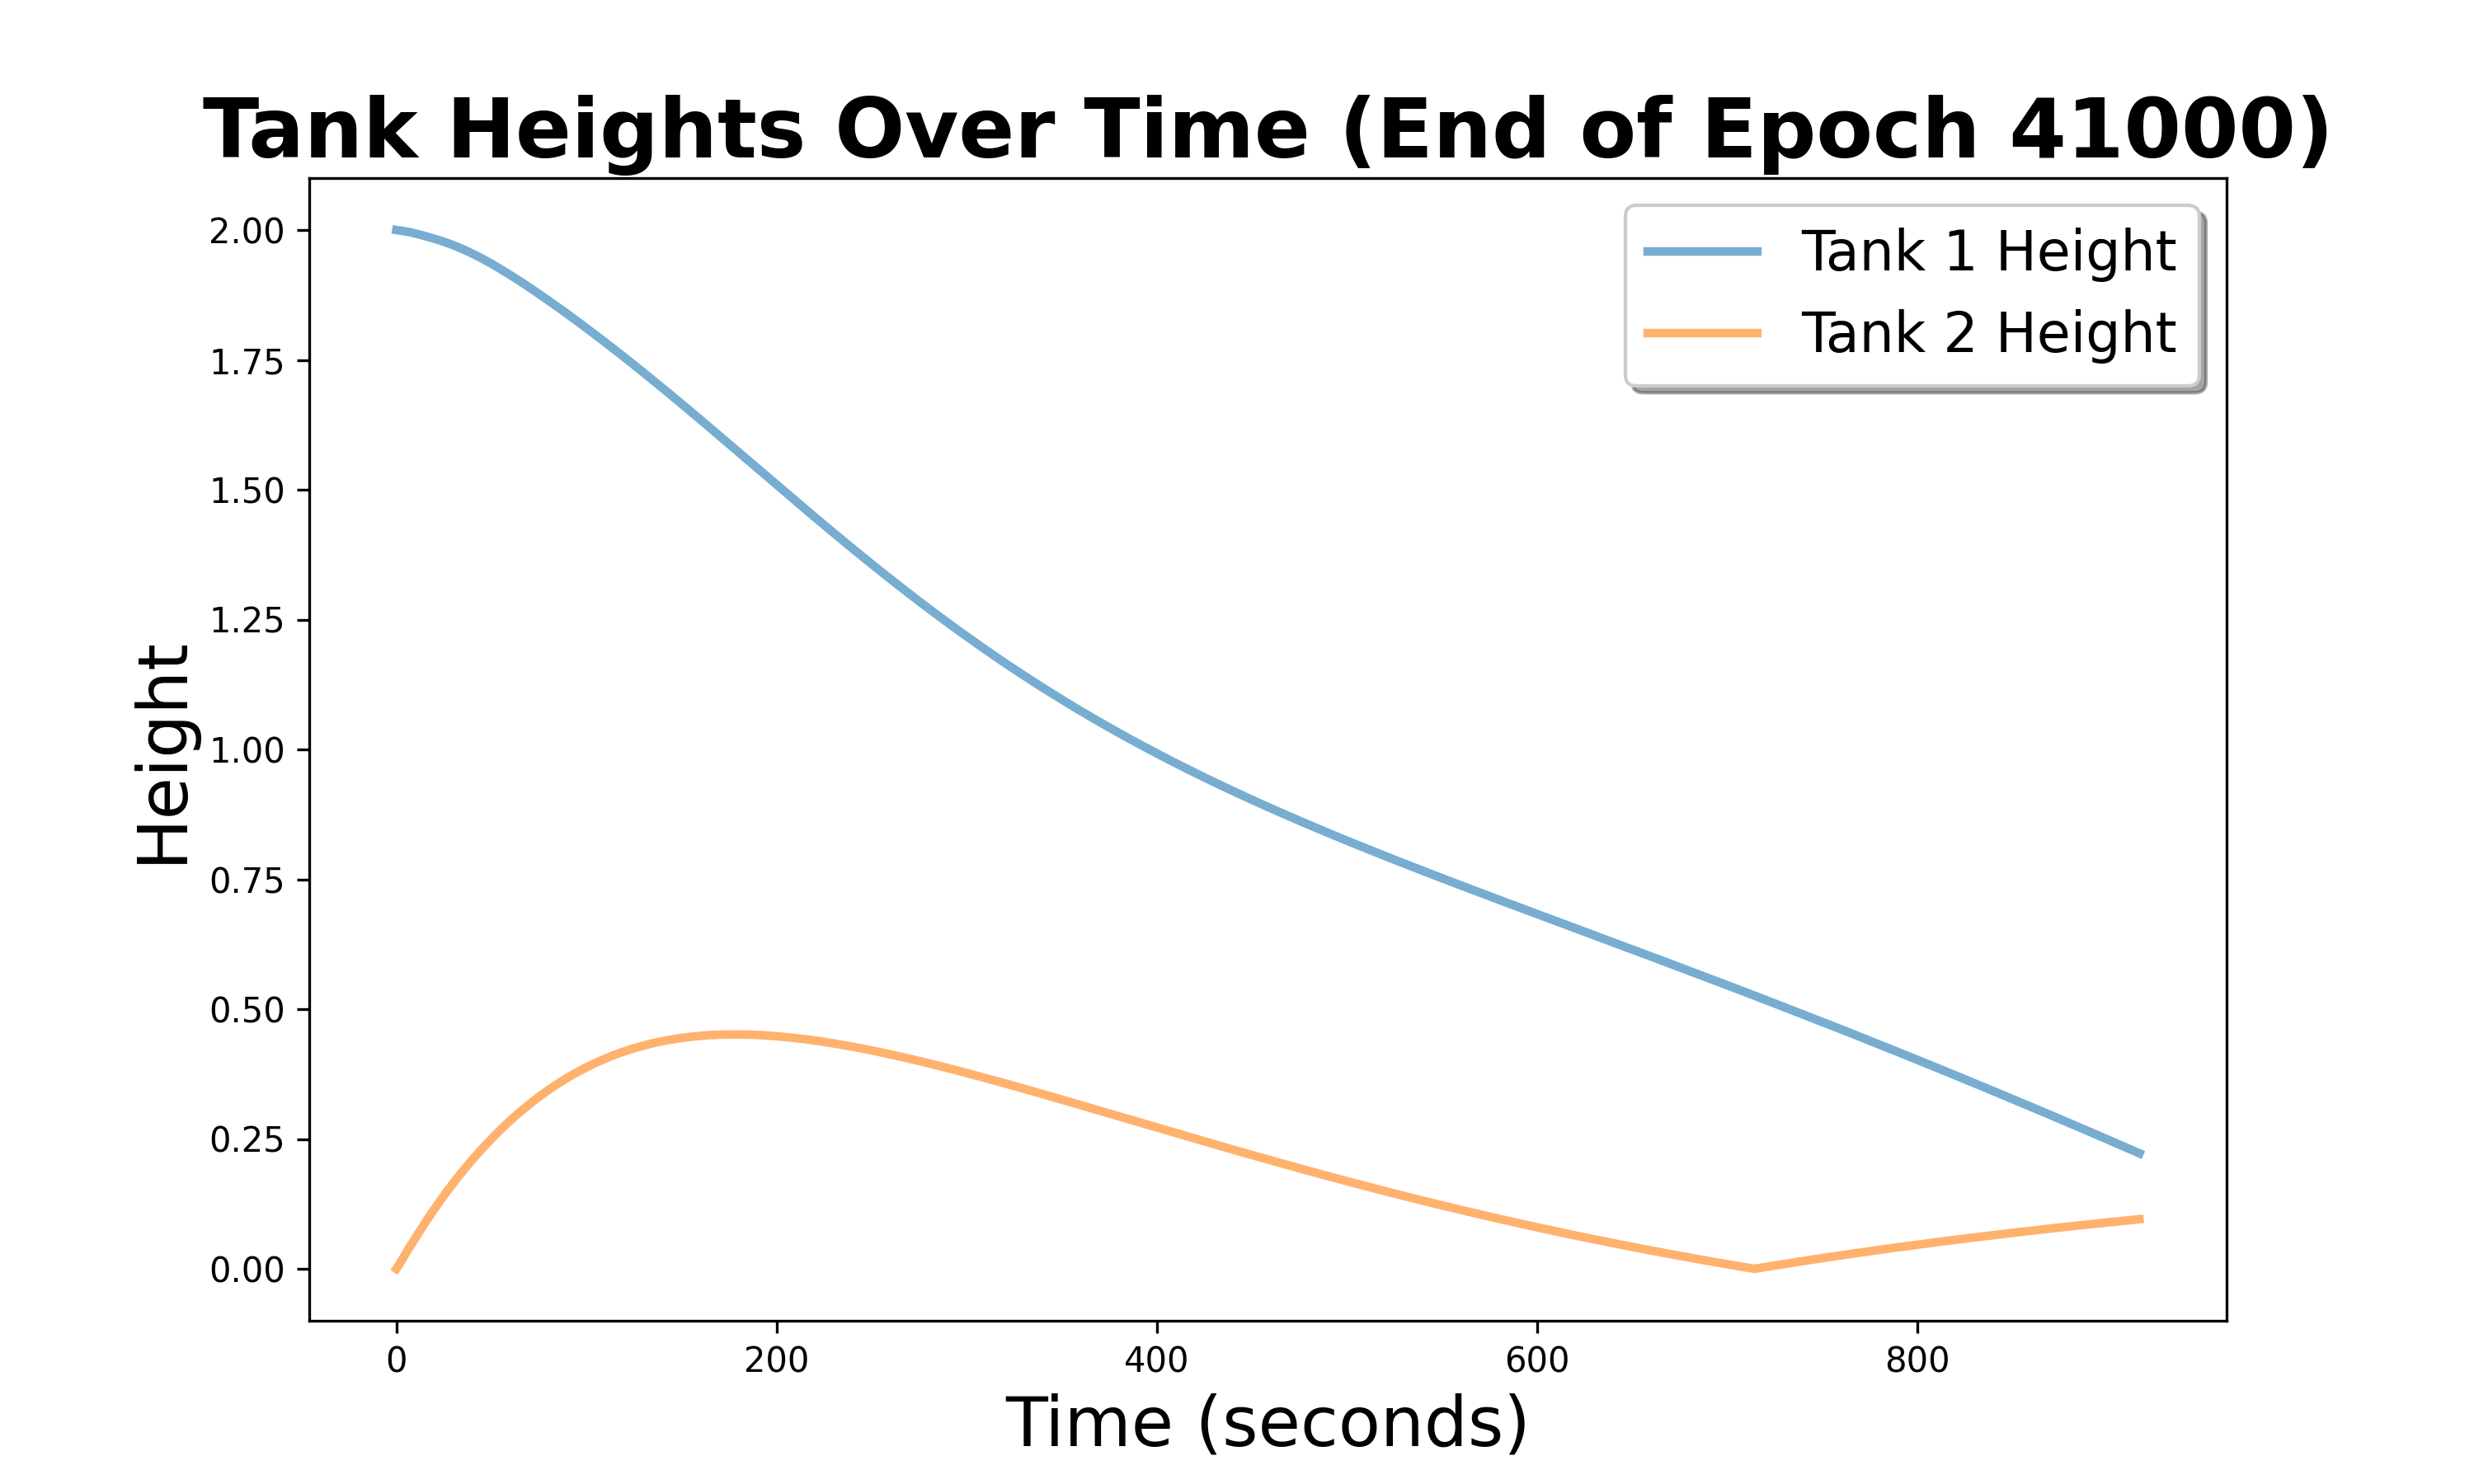 Tank Heights Over Time (End of Epoch 41000)
Tank 1 Height
Tank 2 Height
Height
2.00
1.75
1.50
1.25
1.00
0.75
0.50
0.25
0.00
0 200 400 600 800
Time (seconds)